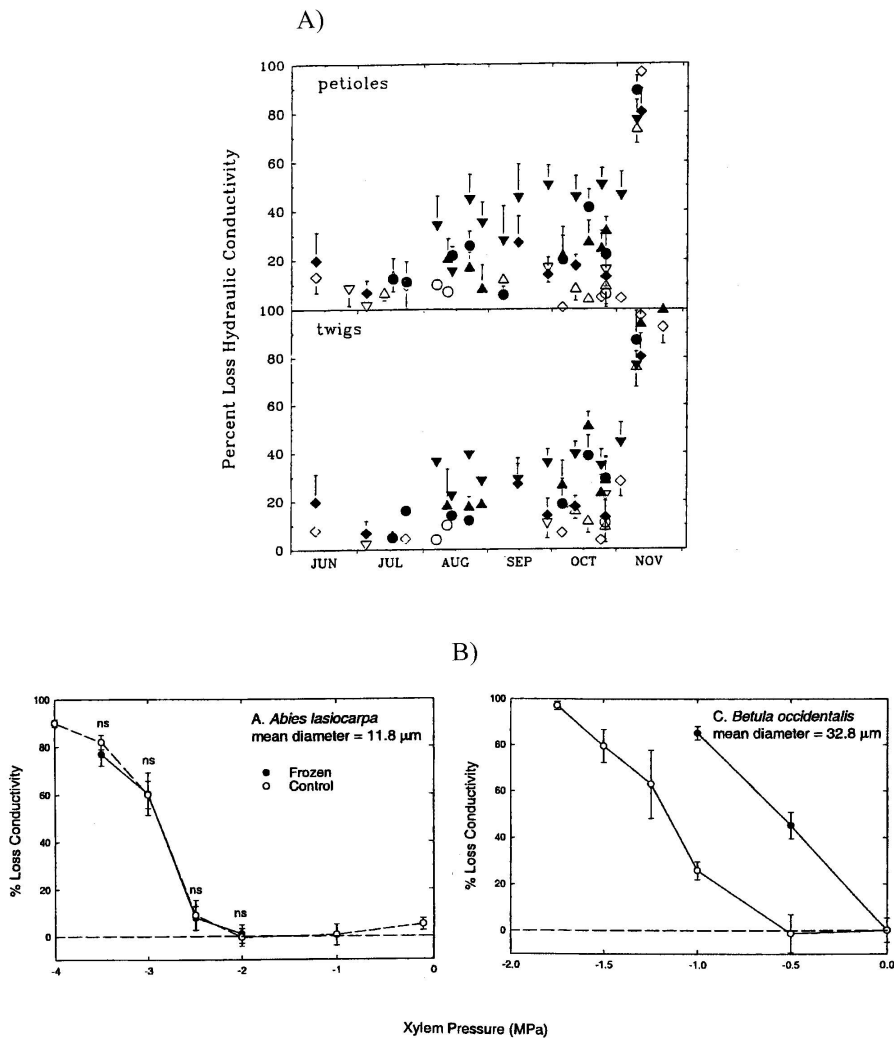 A)
Percent Loss Hydraulic Conductivity
100
petioles
80
60
40
20
100
twigs
80
60
40
20
0
JUN JUL AUG SEP OCT NOV
B)
% Loss Conductivity
100
80
60
40
20
0
A. Abies lasiocarpa
mean diameter = 11.8 μm
Frozen
Control
ns
ns
ns
ns
-4 -3 -2 -1 0
% Loss Conductivity
100
80
60
40
20
0
C. Betula occidentalis
mean diameter = 32.8 μm
-2.0 -1.5 -1.0 -0.5 0.0
Xylem Pressure (MPa)